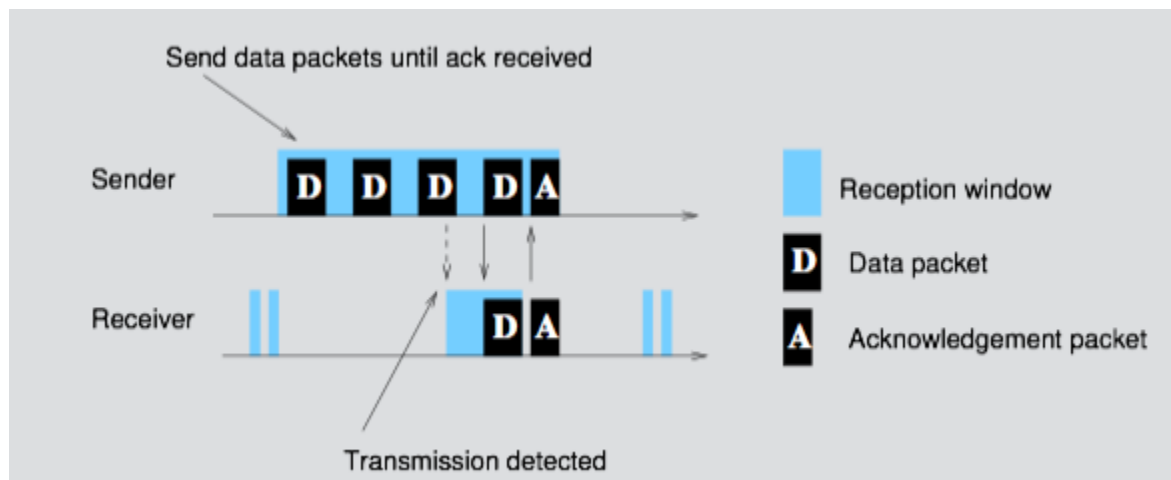 Send data packets until ack received
Sender
D D D D A
Reception window
D
Data packet
Receiver
D A
A
Acknowledgement packet
Transmission detected